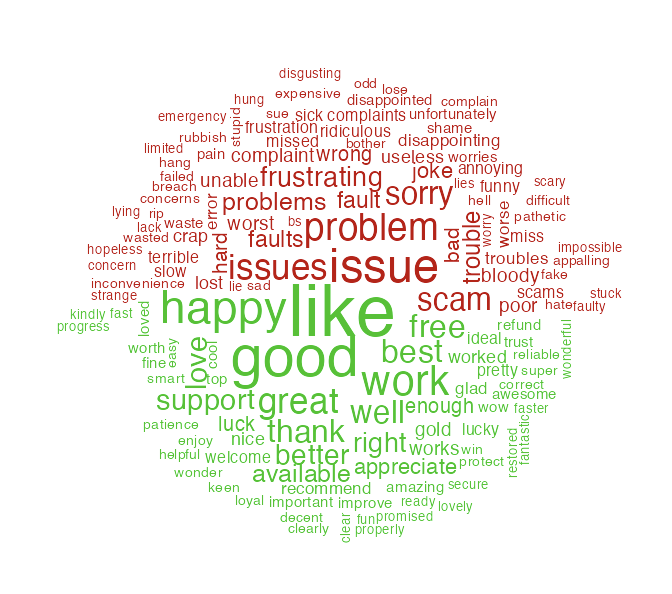 disgusting
odd
lose
expensive
hung
disappointed
complain
emergency
stupid
sue
sick
complaints
unfortunately
frustration
ridiculous
shame
rubbish
missed
bother
disappointing
limited
pain
complaint
wrong
useless
worries
hang
failed
unable
frustrating
joke
annoying
breach
lies
funny
scary
concerns
error
problems
fault
sorry
hell
difficult
lying
rip
waste
worst
bs
problem
trouble
worry
worse
pathetic
lack
wasted
crap
hard
faults
bad
miss
hopeless
terrible
troubles
impossible
appalling
concern
slow
issues
issue
bloody
fake
inconvenience
lost
lie
sad
strange
scam
scams
stuck
poor
hate
faulty
kindly
fast
loved
happy
like
progress
free
refund
wonderful
worth
easy
love
cool
good
best
ideal
trust
fine
worked
reliable
smart
top
work
pretty
super
glad
correct
awesome
support
great
well
enough
wow
faster
patience
luck
thank
right
gold
lucky
enjoy
nice
works
win
restored
fantastic
helpful
welcome
better
wonder
available
appreciate
protect
keen
recommend
amazing
secure
loyal
important
improve
ready
lovely
decent
clear
fun
promised
clearly
properly